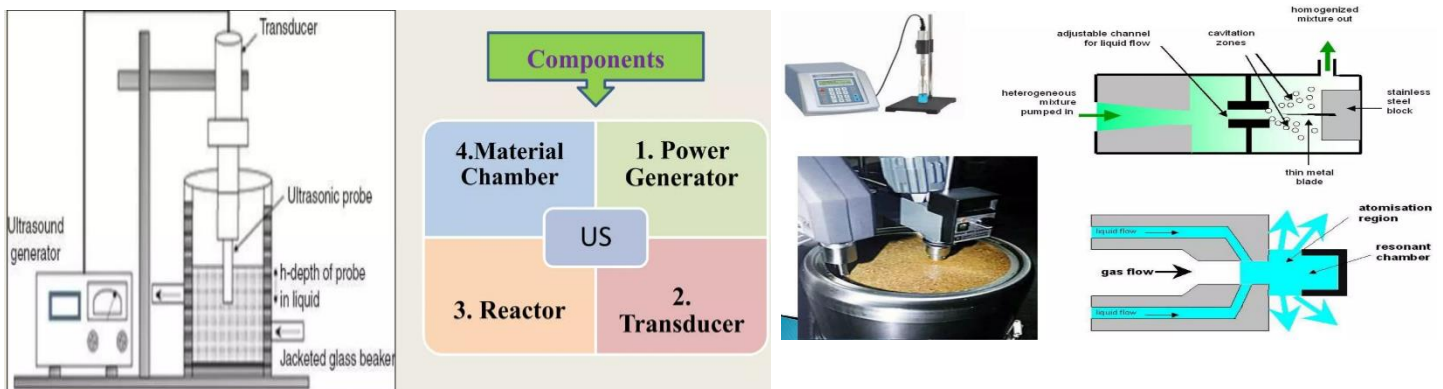 Transducer
Ultrasonic probe
Ultrasound
generator
h-depth of probe
in liquid
Jacketed glass beaker
Components
4.Material
Chamber
1. Power
Generator
US
3. Reactor
2.
Transducer
homogenized
mixture out
adjustable channel
for liquid flow
cavitation
zones
heterogeneous
mixture
pumped in
stainless
steel
block
thin metal
blade
atomisation
region
liquid flow
resonant
chamber
gas flow
liquid flow